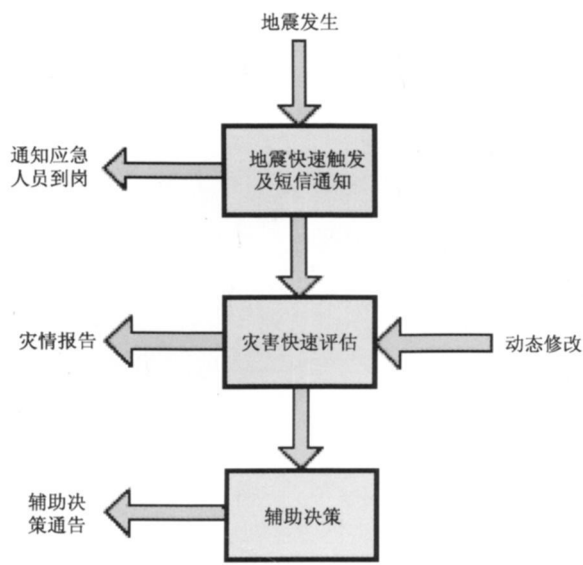 地震发生
通知应急
人员到岗
地震快速触发
及短信通知
灾情报告
灾害快速评估
动态修改
辅助决
策通告
辅助决策